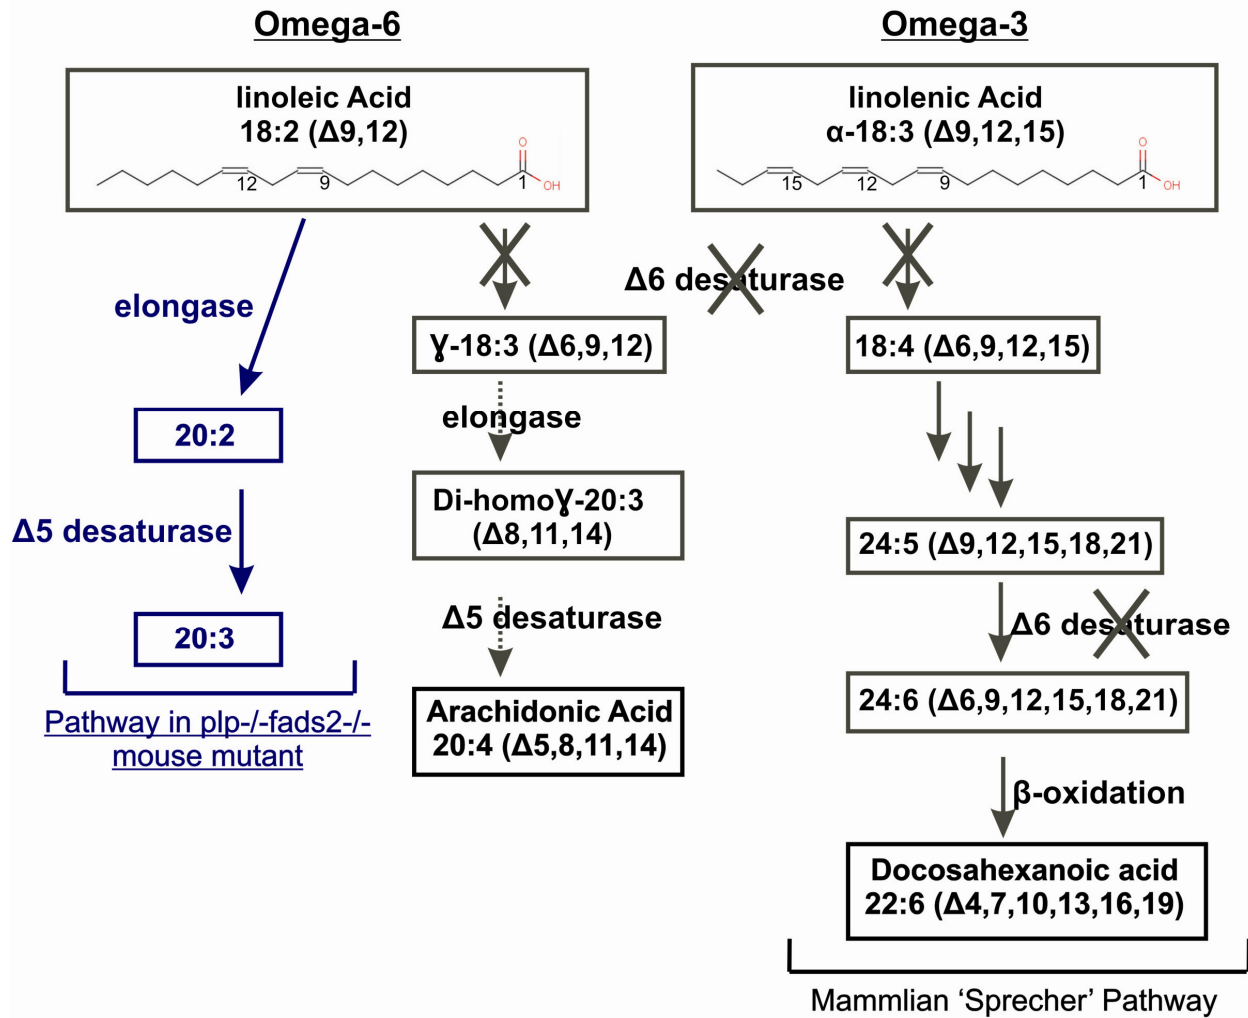 Omega-6
linoleic Acid
18:2 (Δ9,12)
O
OH
12
9
1
elongase
20:2
Δ5 desaturase
20:3
Pathway in plp-/-fads2-/-
mouse mutant
Ɣ-18:3 (Δ6,9,12)
elongase
Di-homoƔ-20:3
(Δ8,11,14)
Δ5 desaturase
Arachidonic Acid
20:4 (Δ5,8,11,14)
Δ6 desaturase
Omega-3
linolenic Acid
α-18:3 (Δ9,12,15)
O
OH
15
12
9
1
18:4 (Δ6,9,12,15)
24:5 (Δ9,12,15,18,21)
Δ6 desaturase
24:6 (Δ6,9,12,15,18,21)
β-oxidation
Docosahexanoic acid
22:6 (Δ4,7,10,13,16,19)
Mammlian ‘Sprecher’ Pathway